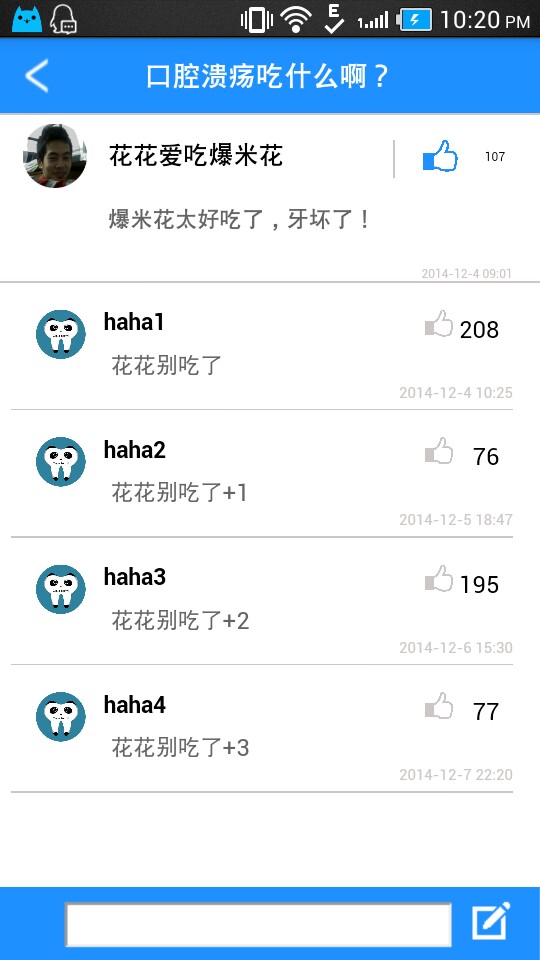 E
10:20 PM
口腔溃疡吃什么啊？
花花爱吃爆米花
107
爆米花太好吃了，牙坏了！
2014-12-4 09:01
haha1
208
花花别吃了
2014-12-4 10:25
haha2
76
花花别吃了+1
2014-12-5 18:47
haha3
195
花花别吃了+2
2014-12-6 15:30
haha4
77
花花别吃了+3
2014-12-7 22:20